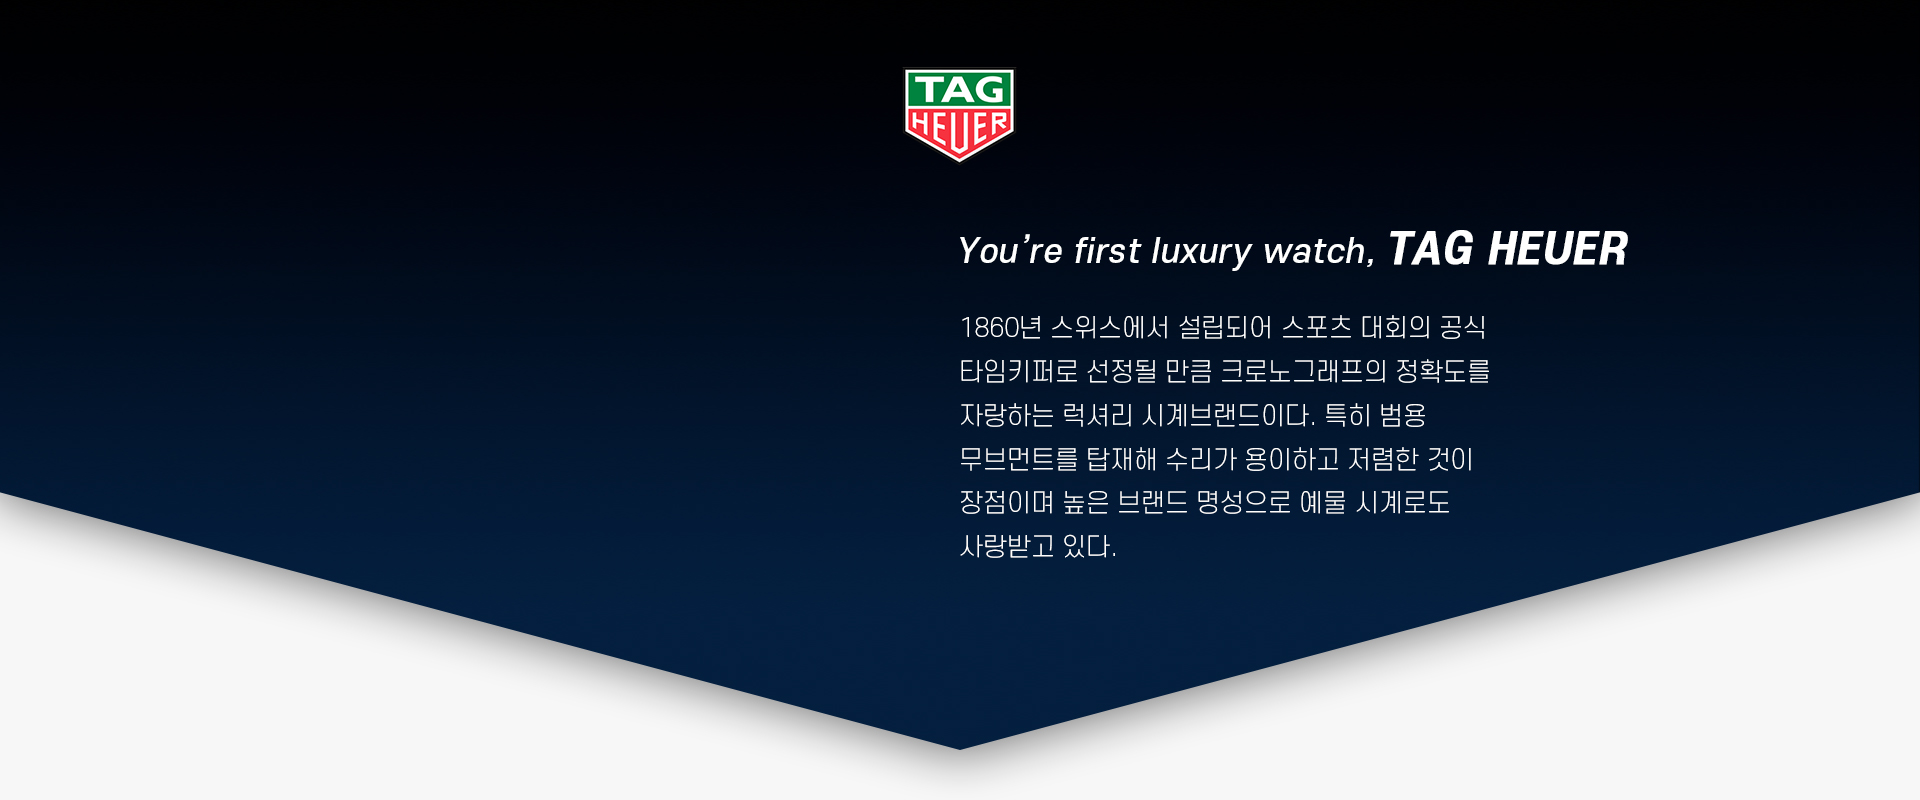 TAG
HEUER
You’re first luxury watch, TAG HEUER
1860년 스위스에서 설립되어 스포츠 대회의 공식
타임키퍼로 선정될 만큼 크로노그래프의 정확도를
자랑하는 럭셔리 시계브랜드이다. 특히 범용
무브먼트를 탑재해 수리가 용이하고 저렴한 것이
장점이며 높은 브랜드 명성으로 예물 시계로도
사랑받고 있다.